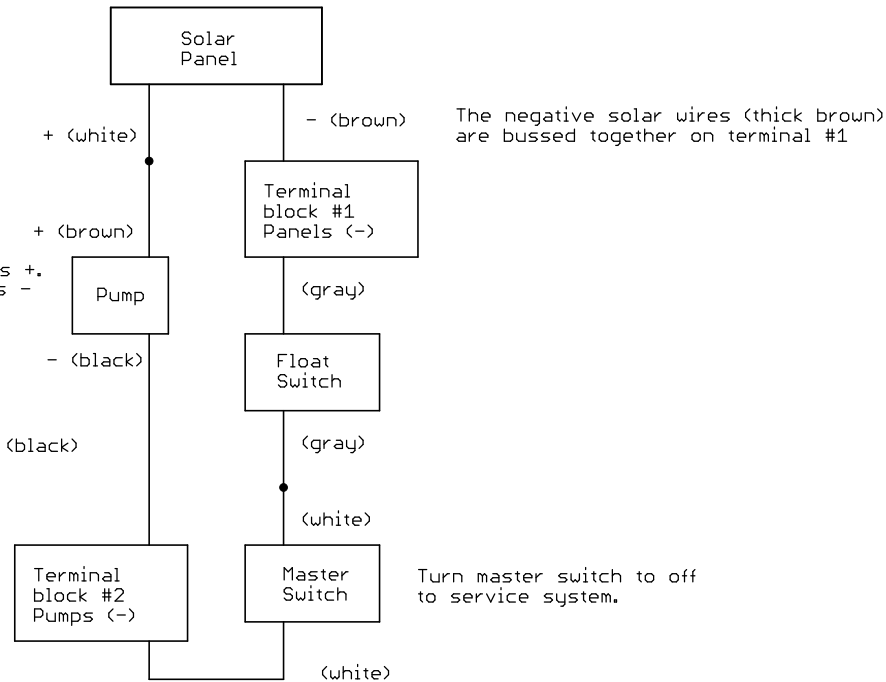 Solar
Panel
+ (white)
- (brown)
The negative solar wires (thick brown)
are bussed together on terminal #1
Terminal
block #1
Panels (-)
+ (brown)
s +.
s -
Pump
(gray)
- (black)
Float
Switch
(black)
(gray)
(white)
Terminal
block #2
Pumps (-)
Master
Switch
Turn master switch to off
to service system.
(white)